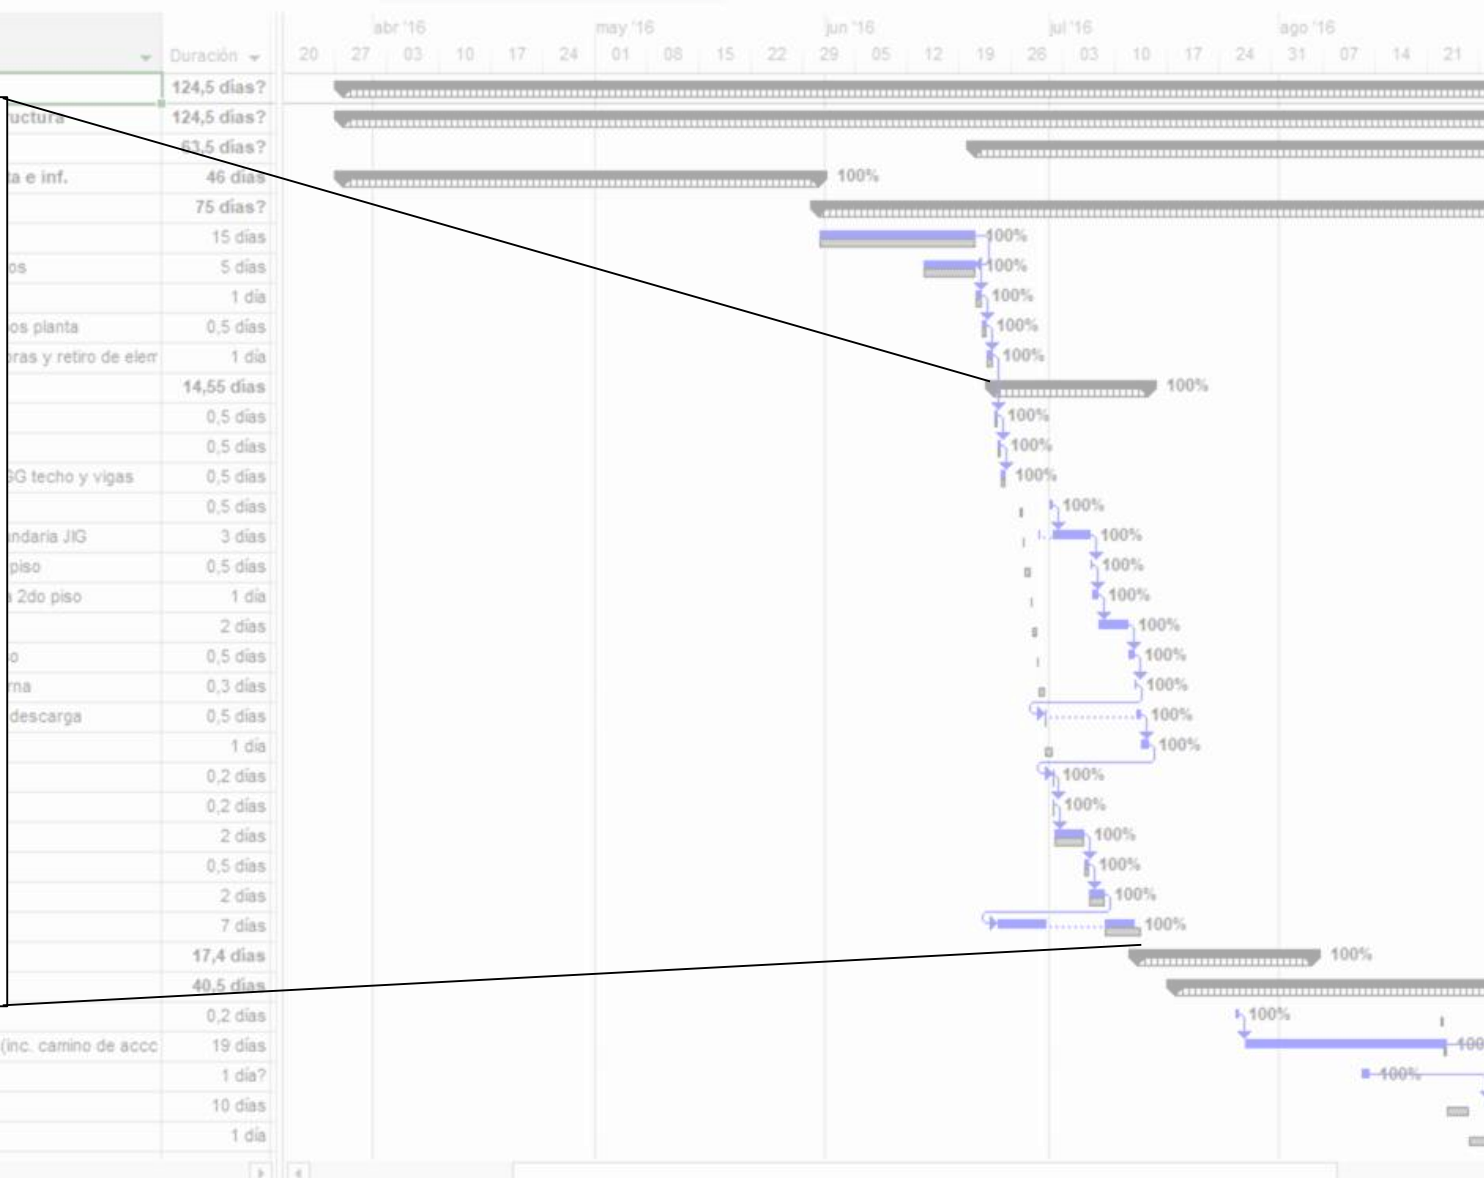 abr '16 may '16 jun '16 jul '16 ago '16
Duración 20 27 03 10 17 24 01 08 15 22 29 05 12 19 26 03 10 17 24 31 07 14 21
124,5 días?
uctura 124,5 días?
63,5 días?
ta e inf. 46 días 100%
75 días?
15 días 100%
os 5 días 100%
1 día 100%
os planta 0,5 días 100%
oras y retiro de elem 1 día 100%
14,55 días 100%
0,5 días 100%
0,5 días 100%
GG techo y vigas 0,5 días 100%
0,5 días 100%
ndaria JIG 3 días 100%
piso 0,5 días 100%
a 2do piso 1 día 100%
2 días 100%
o 0,5 días 100%
rna 0,3 días 100%
descarga 0,5 días 100%
1 día 100%
0,2 días 100%
0,2 días 100%
2 días 100%
0,5 días 100%
2 días 100%
7 días 100%
17,4 días 100%
40,5 días
0,2 días 100%
(inc. camino de accc 19 días 100
1 día? 100%
10 días
1 día